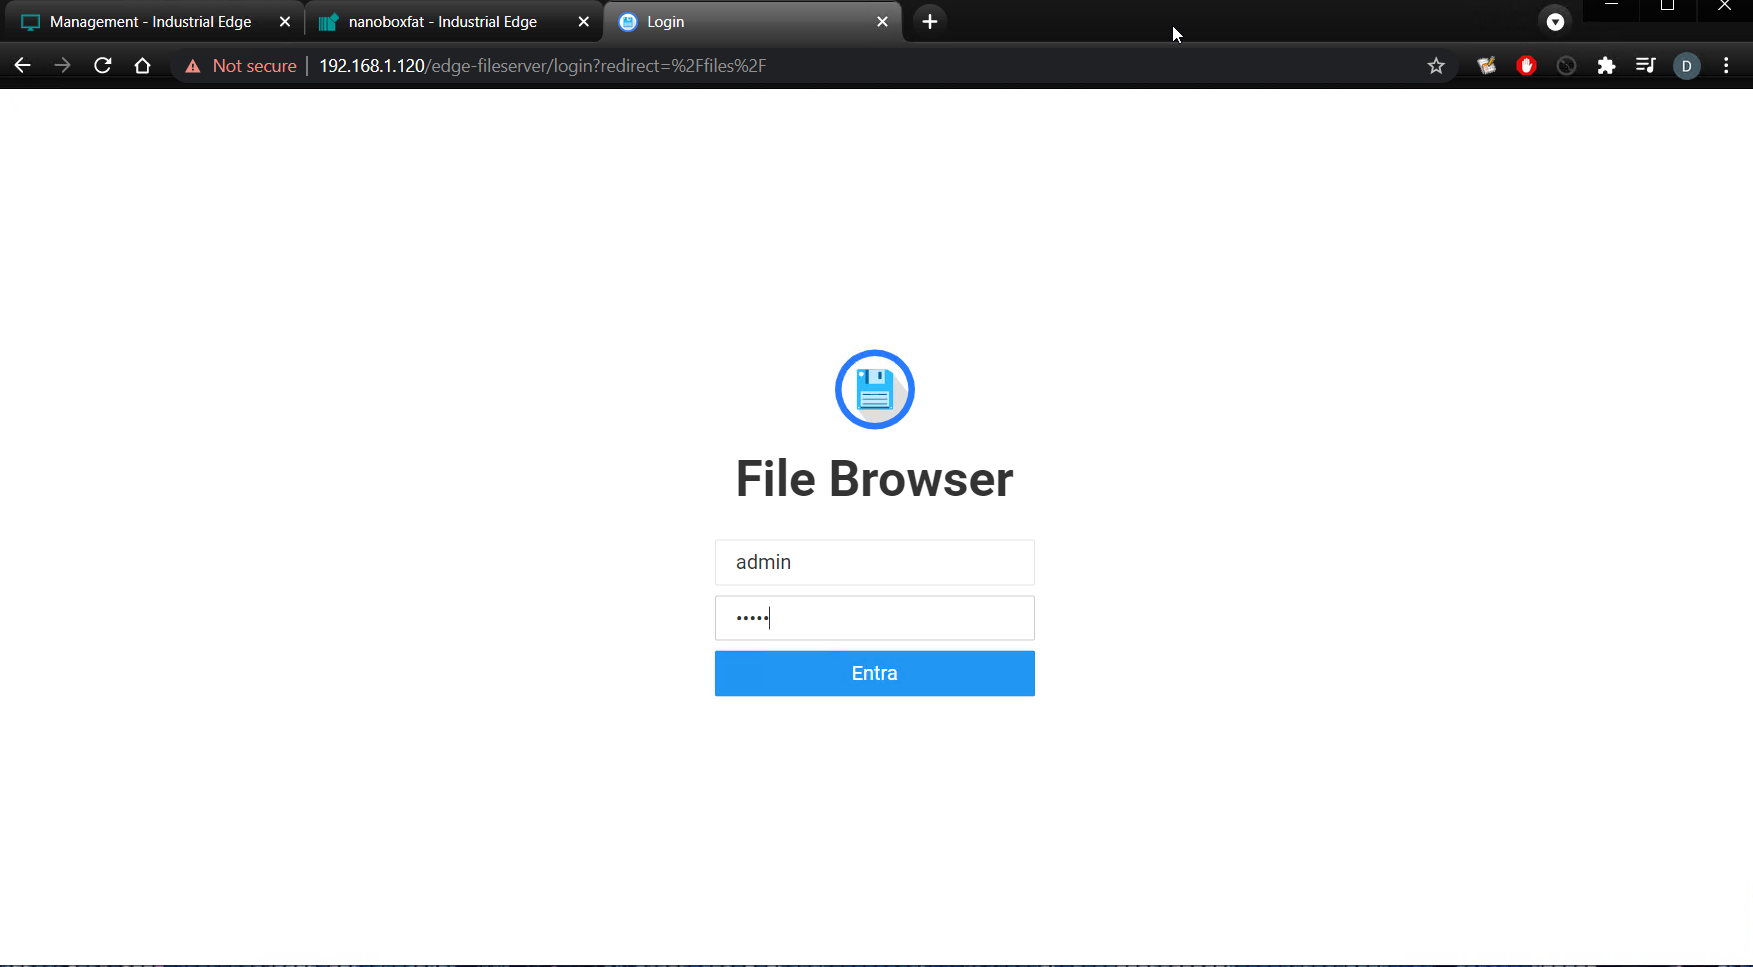 Management - Industrial Edge
nanoboxfat - Industrial Edge
Login
Not secure
192.168.1.120/edge-fileserver/login?redirect=%2Ffiles%2F
D
File Browser
admin
•••••
Entra